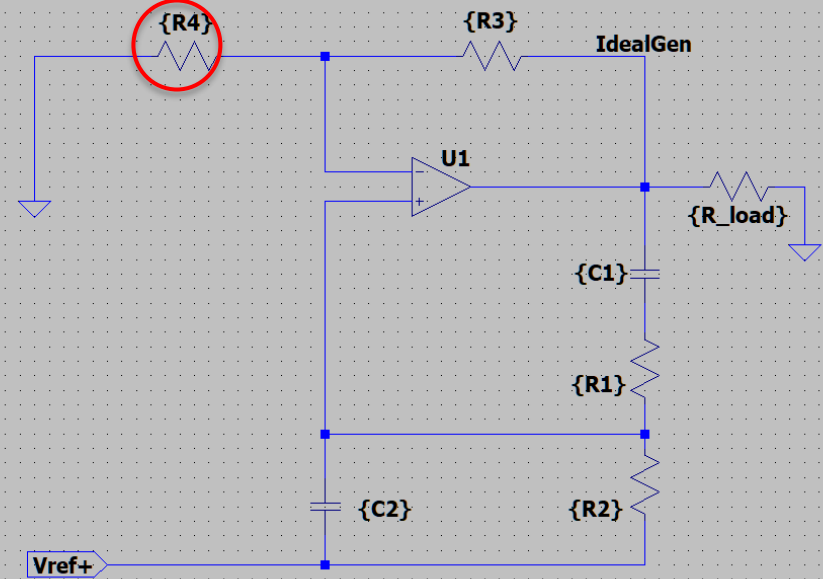 {R4}
{R3}
IdealGen
U1
{R_load}
{C1}
{R1}
{C2}
{R2}
Vref+